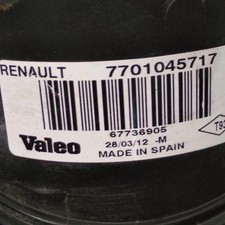 RENAULT 7701045717
67736905
Valeo 28/03/12 -M
MADE IN SPAIN